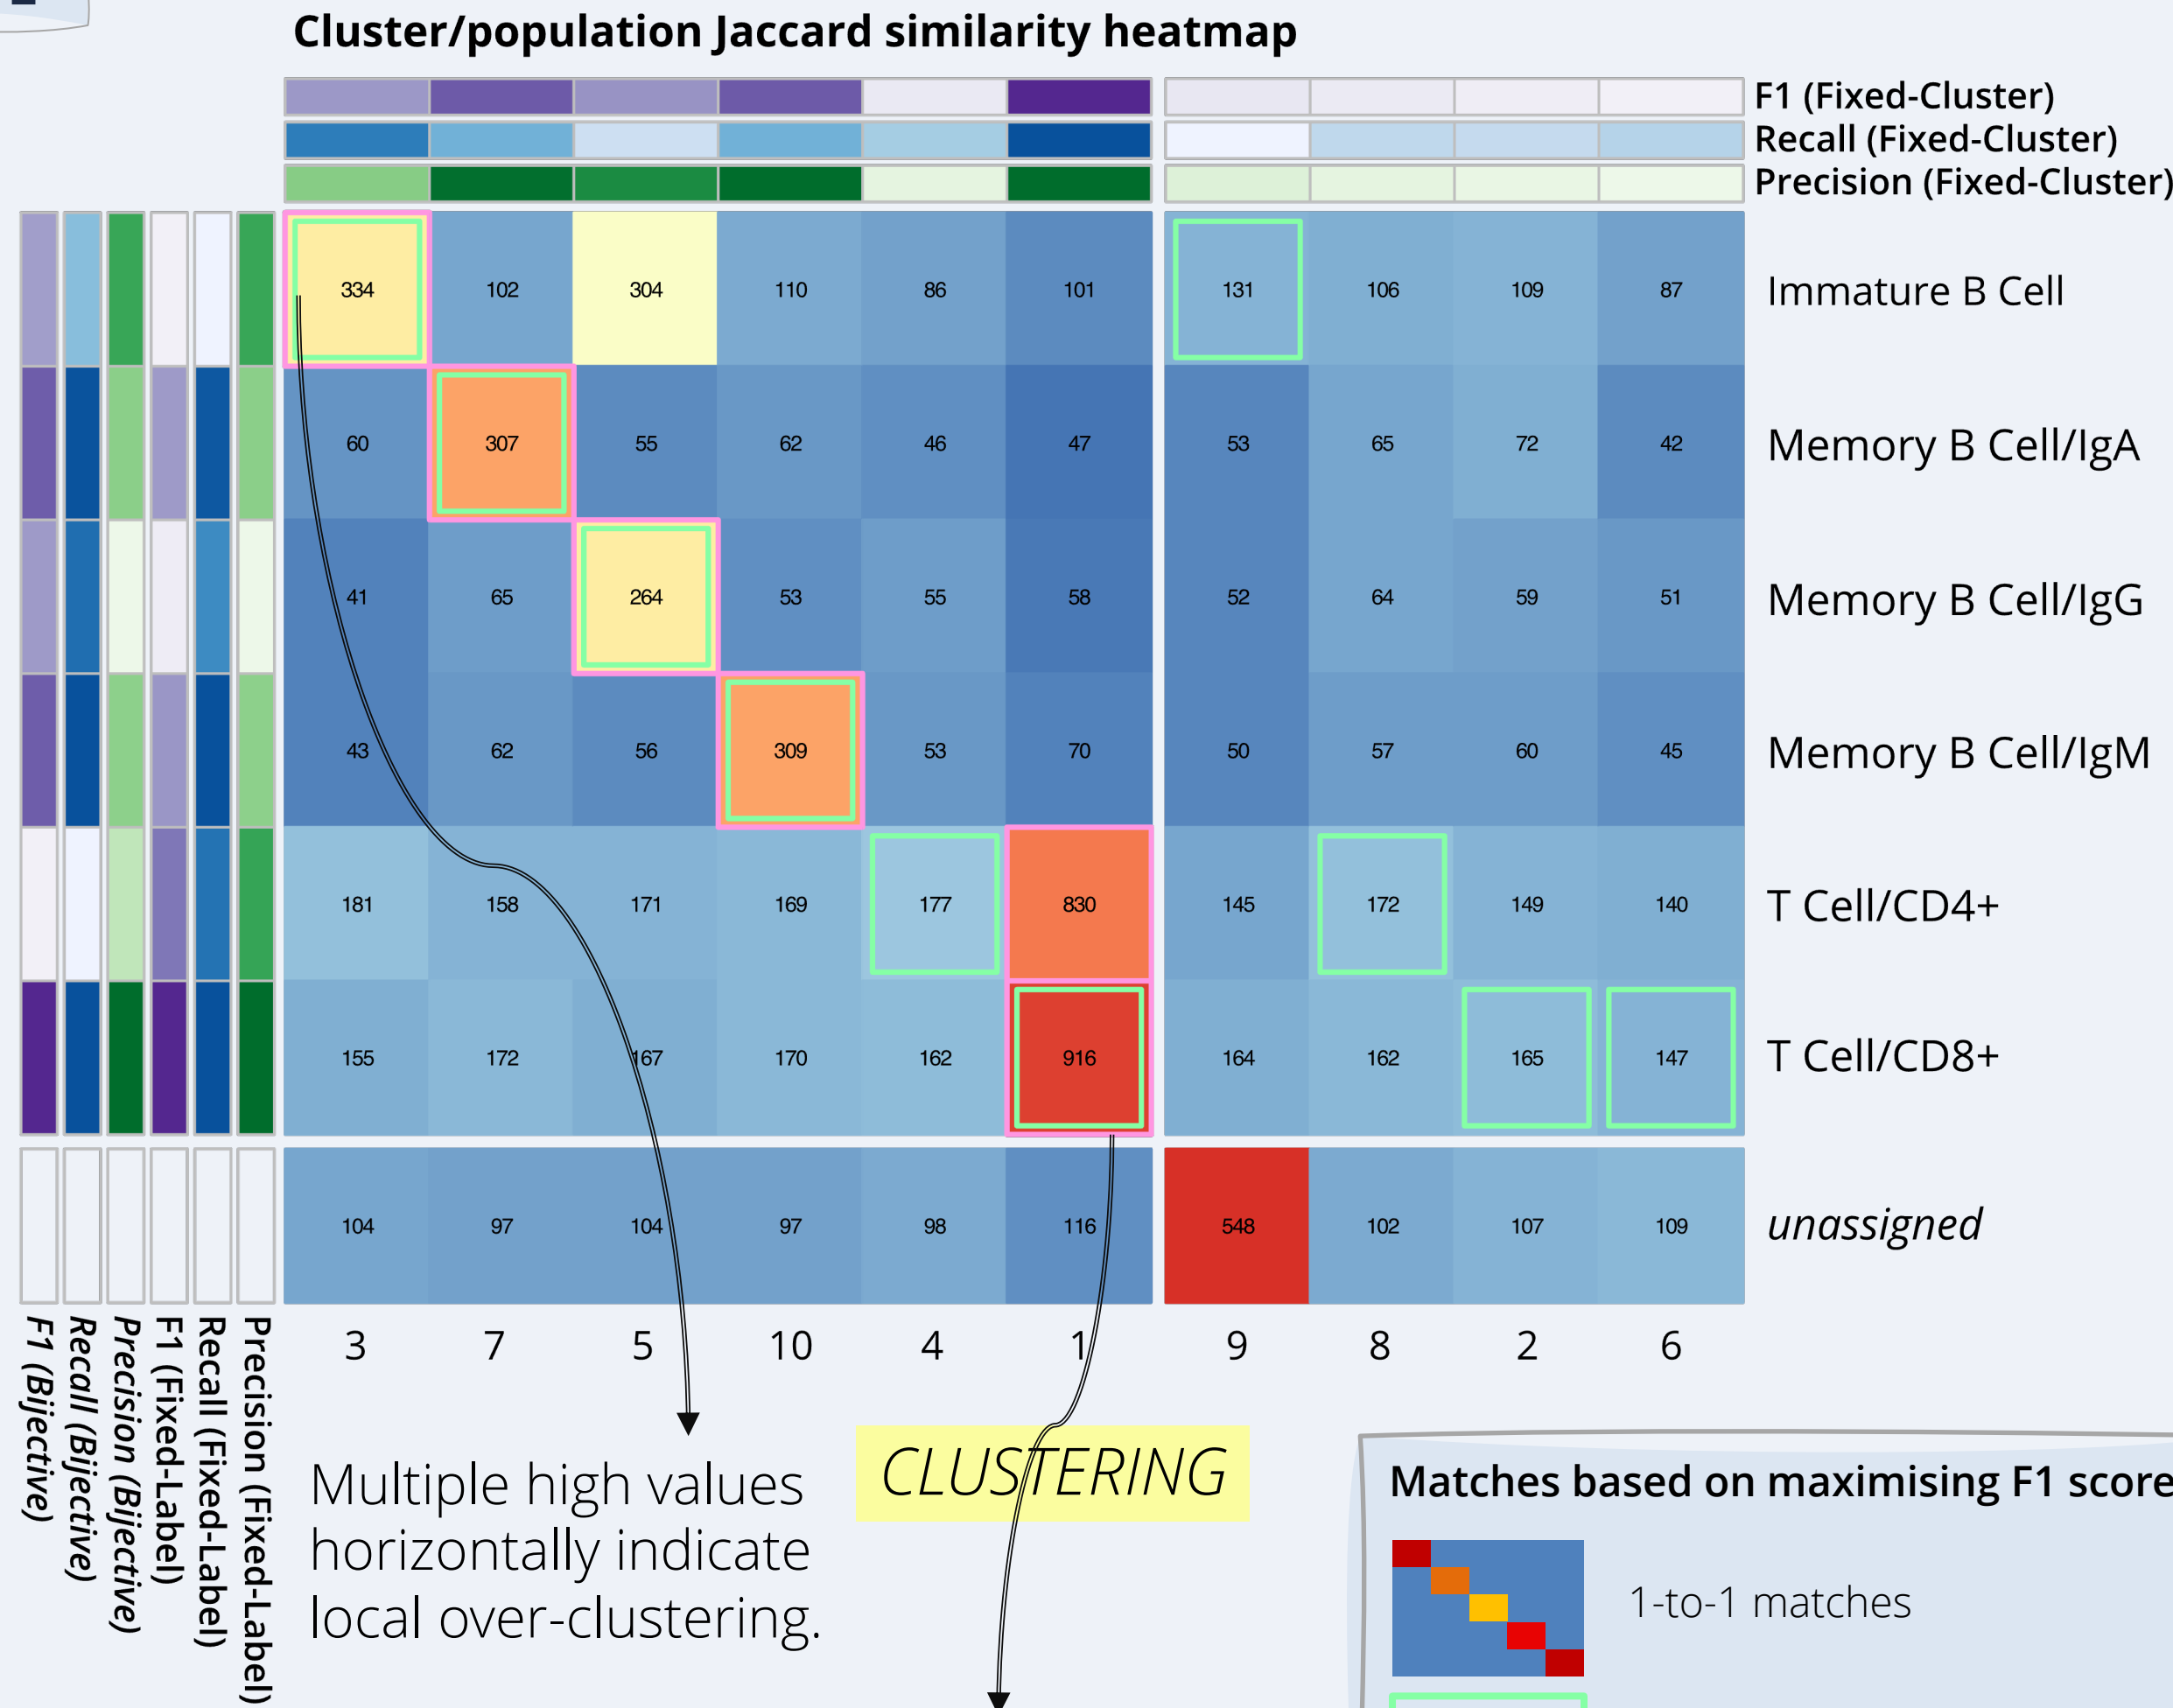 Cluster/population Jaccard similarity heatmap
F1 (Fixed-Cluster)
Recall (Fixed-Cluster)
Precision (Fixed-Cluster)
334 102 304 110 86 101 131 106 109 87 Immature B Cell
60 307 55 62 46 47 53 65 72 42 Memory B Cell/IgA
41 65 264 53 55 58 52 64 59 51 Memory B Cell/IgG
43 62 56 309 53 70 50 57 60 45 Memory B Cell/IgM
181 158 171 169 177 830 145 172 149 140 T Cell/CD4+
155 172 167 170 162 916 164 162 165 147 T Cell/CD8+
104 97 104 97 98 116 548 102 107 109 unassigned
3 7 5 10 4 1 9 8 2 6
F1 (Bijective)
Recall (Bijective)
Precision (Bijective)
F1 (Fixed-Label)
Recall (Fixed-Label)
Precision (Fixed-Label)
Multiple high values
horizontally indicate
local over-clustering.
CLUSTERING
Matches based on maximising F1 score
1-to-1 matches